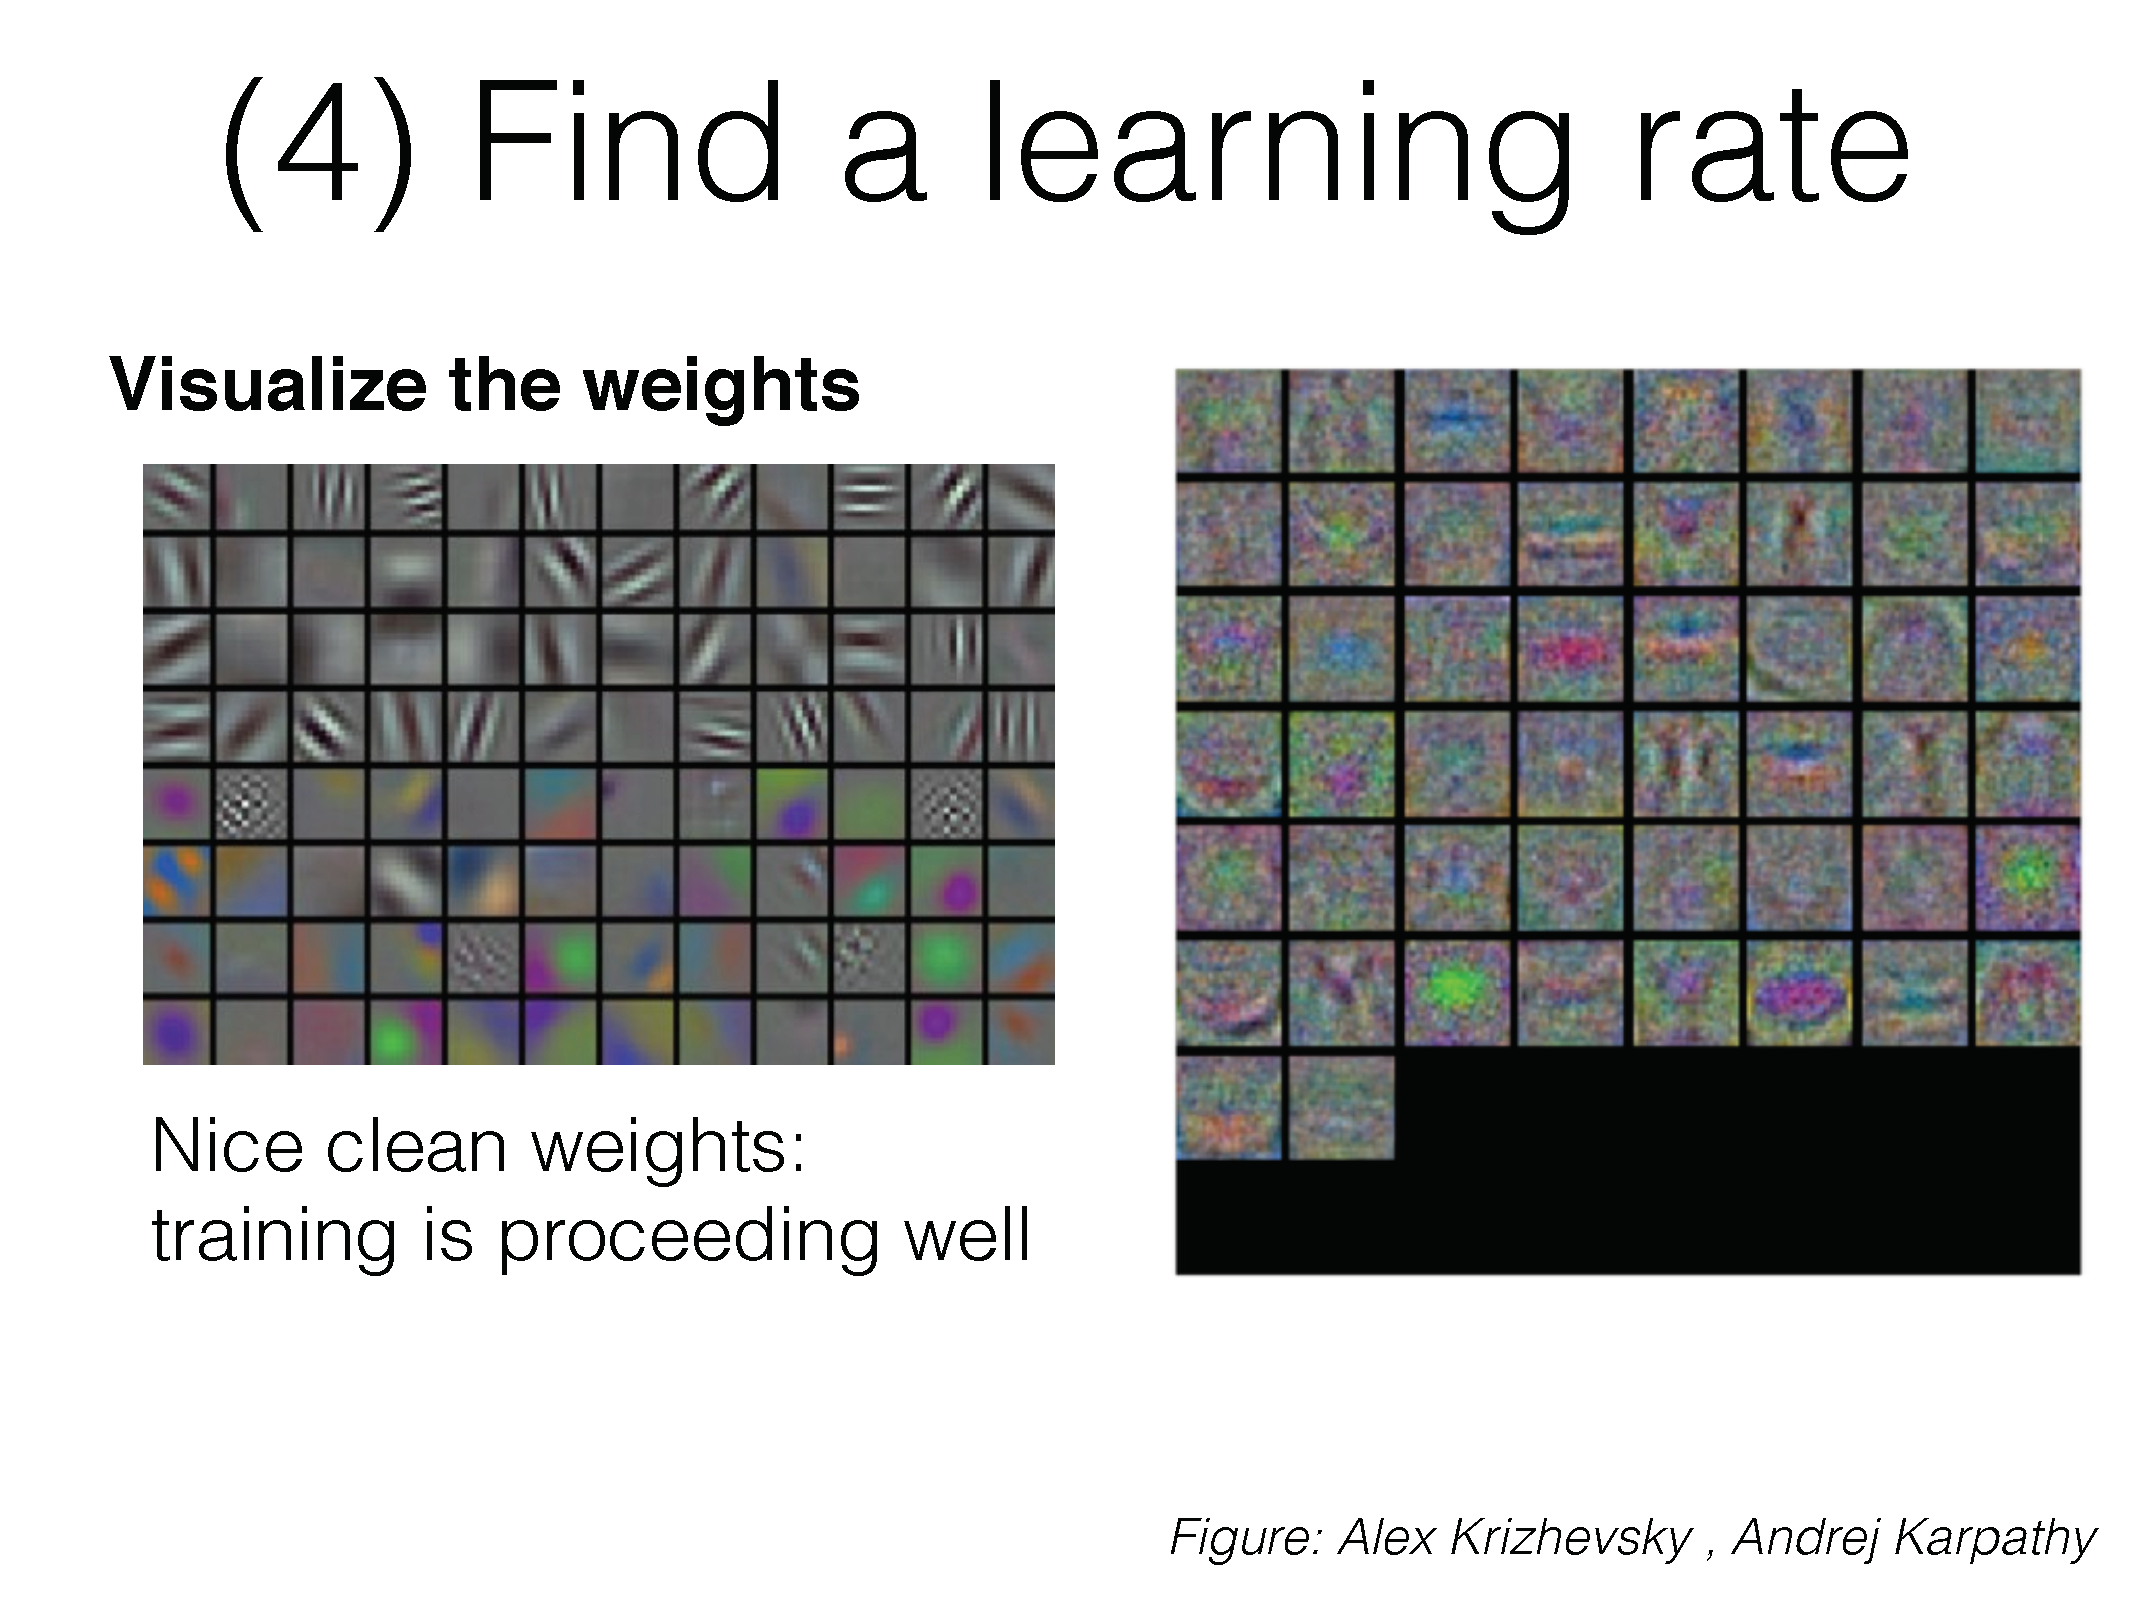 (4) Find a learning rate
Visualize the weights
Nice clean weights:
training is proceeding well
Figure: Alex Krizhevsky , Andrej Karpathy